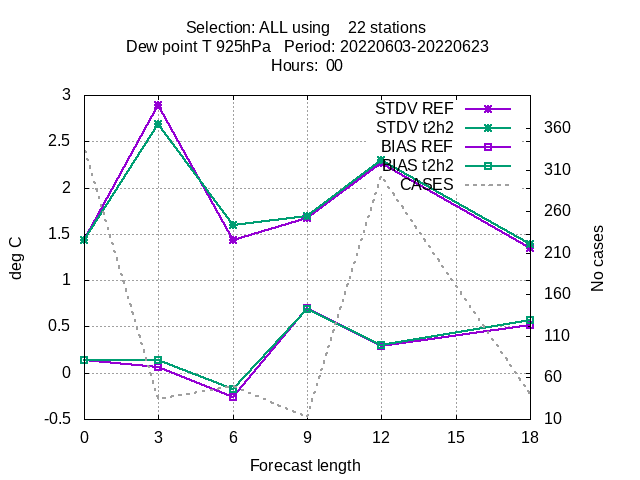 Selection: ALL using 22 stations
Dew point T 925hPa Period: 20220603-20220623
Hours: 00
3
2.5
2
1.5
1
0.5
0
-0.5
deg C
STDV REF
STDV t2h2
BIAS REF
BIAS t2h2
CASES
360
310
260
210
160
110
60
10
No cases
0 3 6 9 12 15 18
Forecast length